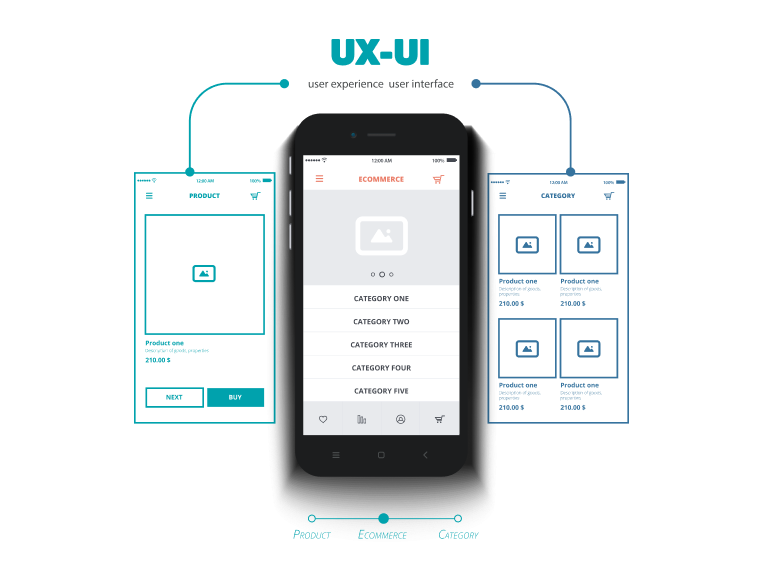 UX-UI
user experience user interface
12:00 AM
100%
PRODUCT
Product one
Description of goods, properties
210.00 $
NEXT
BUY
12:00 AM
100%
ECOMMERCE
CATEGORY ONE
CATEGORY TWO
CATEGORY THREE
CATEGORY FOUR
CATEGORY FIVE
12:00 AM
100%
CATEGORY
Product one
Description of goods,
properties
210.00 $
Product one
Description of goods,
properties
210.00 $
Product one
Description of goods,
properties
210.00 $
Product one
Description of goods,
properties
210.00 $
PRODUCT
ECOMMERCE
CATEGORY